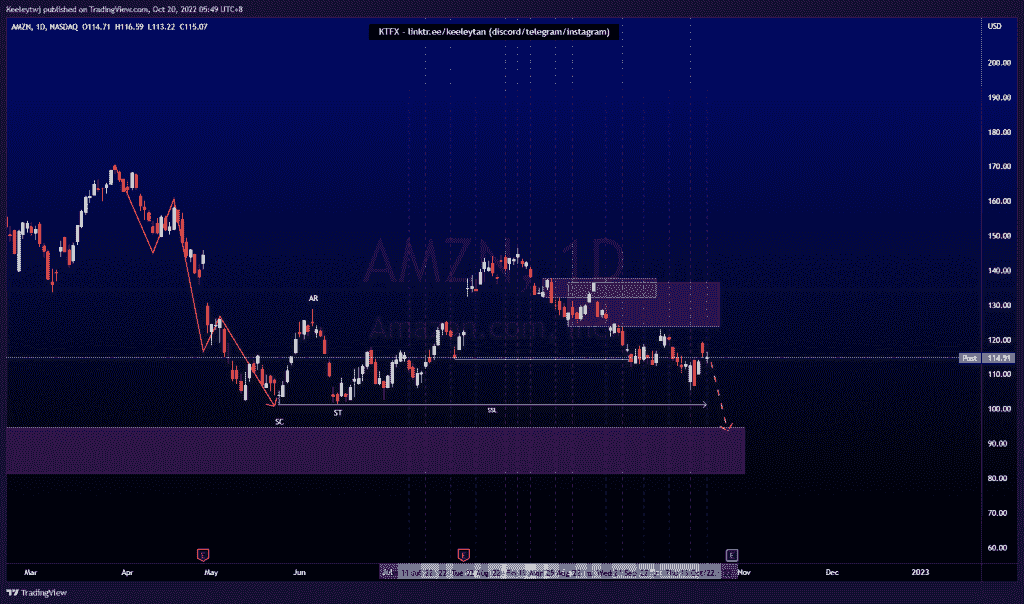 Keeleytwj published on TradingView.com, Oct 20, 2022 05:49 UTC+8
AMZN, 1D, NASDAQ O114.71 H116.59 L113.22 C115.07
KTFX - linktr.ee/keeleytan (discord/telegram/instagram)
USD
200.00
190.00
180.00
170.00
160.00
150.00
140.00
130.00
120.00
Post 114.91
110.00
100.00
90.00
80.00
70.00
60.00
AMZN, 1D
Amazon.com
AR
ST
SC
SSL
E
E
E
Mar
Apr
May
Jun
Jul
Nov
Dec
2023
TradingView